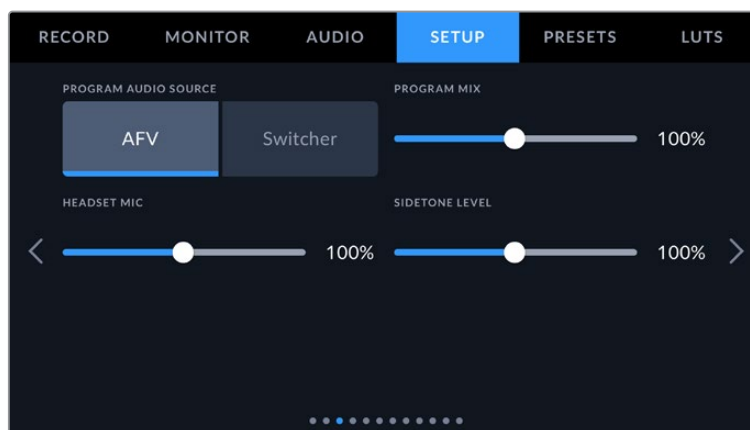 RECORD MONITOR AUDIO SETUP PRESETS LUTS
PROGRAM AUDIO SOURCE PROGRAM MIX
AFV Switcher 100%
HEADSET MIC SIDETONE LEVEL
100% 100%